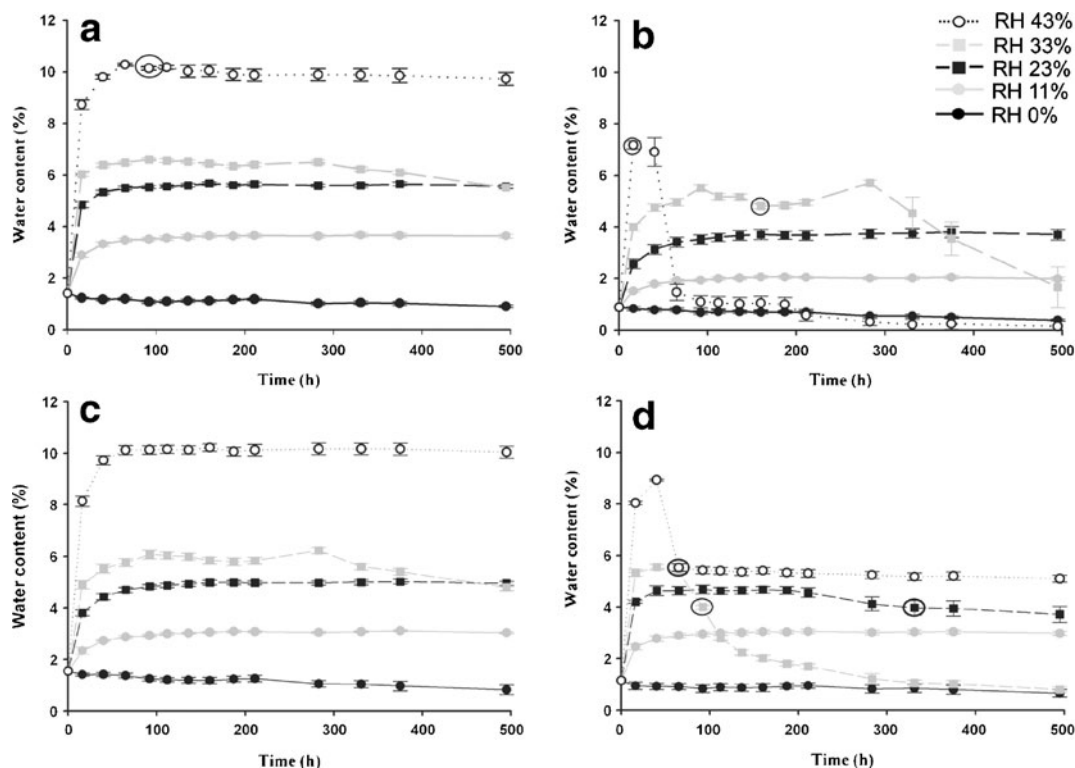 a
12
10
8
6
4
2
0
Water content (%)
0 100 200 300 400 500
Time (h)
b
12
10
8
6
4
2
0
Water content (%)
0 100 200 300 400 500
Time (h)
RH 43%
RH 33%
RH 23%
RH 11%
RH 0%
c
12
10
8
6
4
2
0
Water content (%)
0 100 200 300 400 500
Time (h)
d
12
10
8
6
4
2
0
Water content (%)
0 100 200 300 400 500
Time (h)